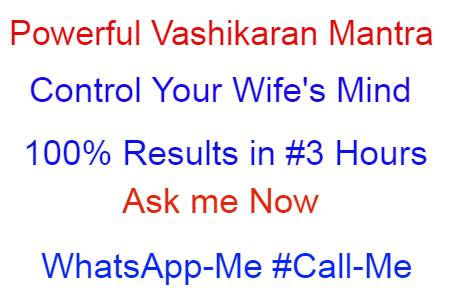 Powerful Vashikaran Mantra
Control Your Wife's Mind
100% Results in #3 Hours
Ask me Now
WhatsApp-Me #Call-Me